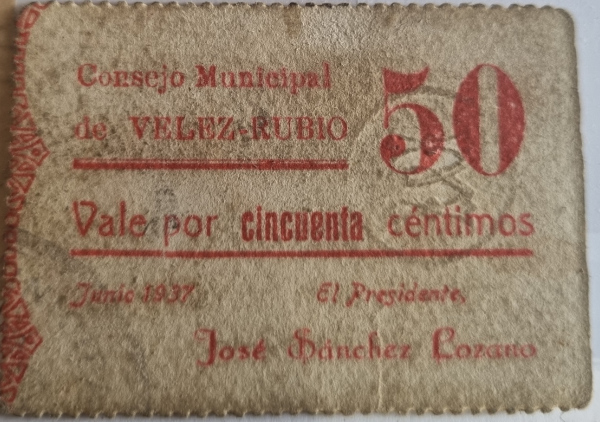 Consejo Municipal
de VELEZ-RUBIO
50
Vale por cincuenta céntimos
Junio 1937
El Presidente,
José Sánchez Lozano